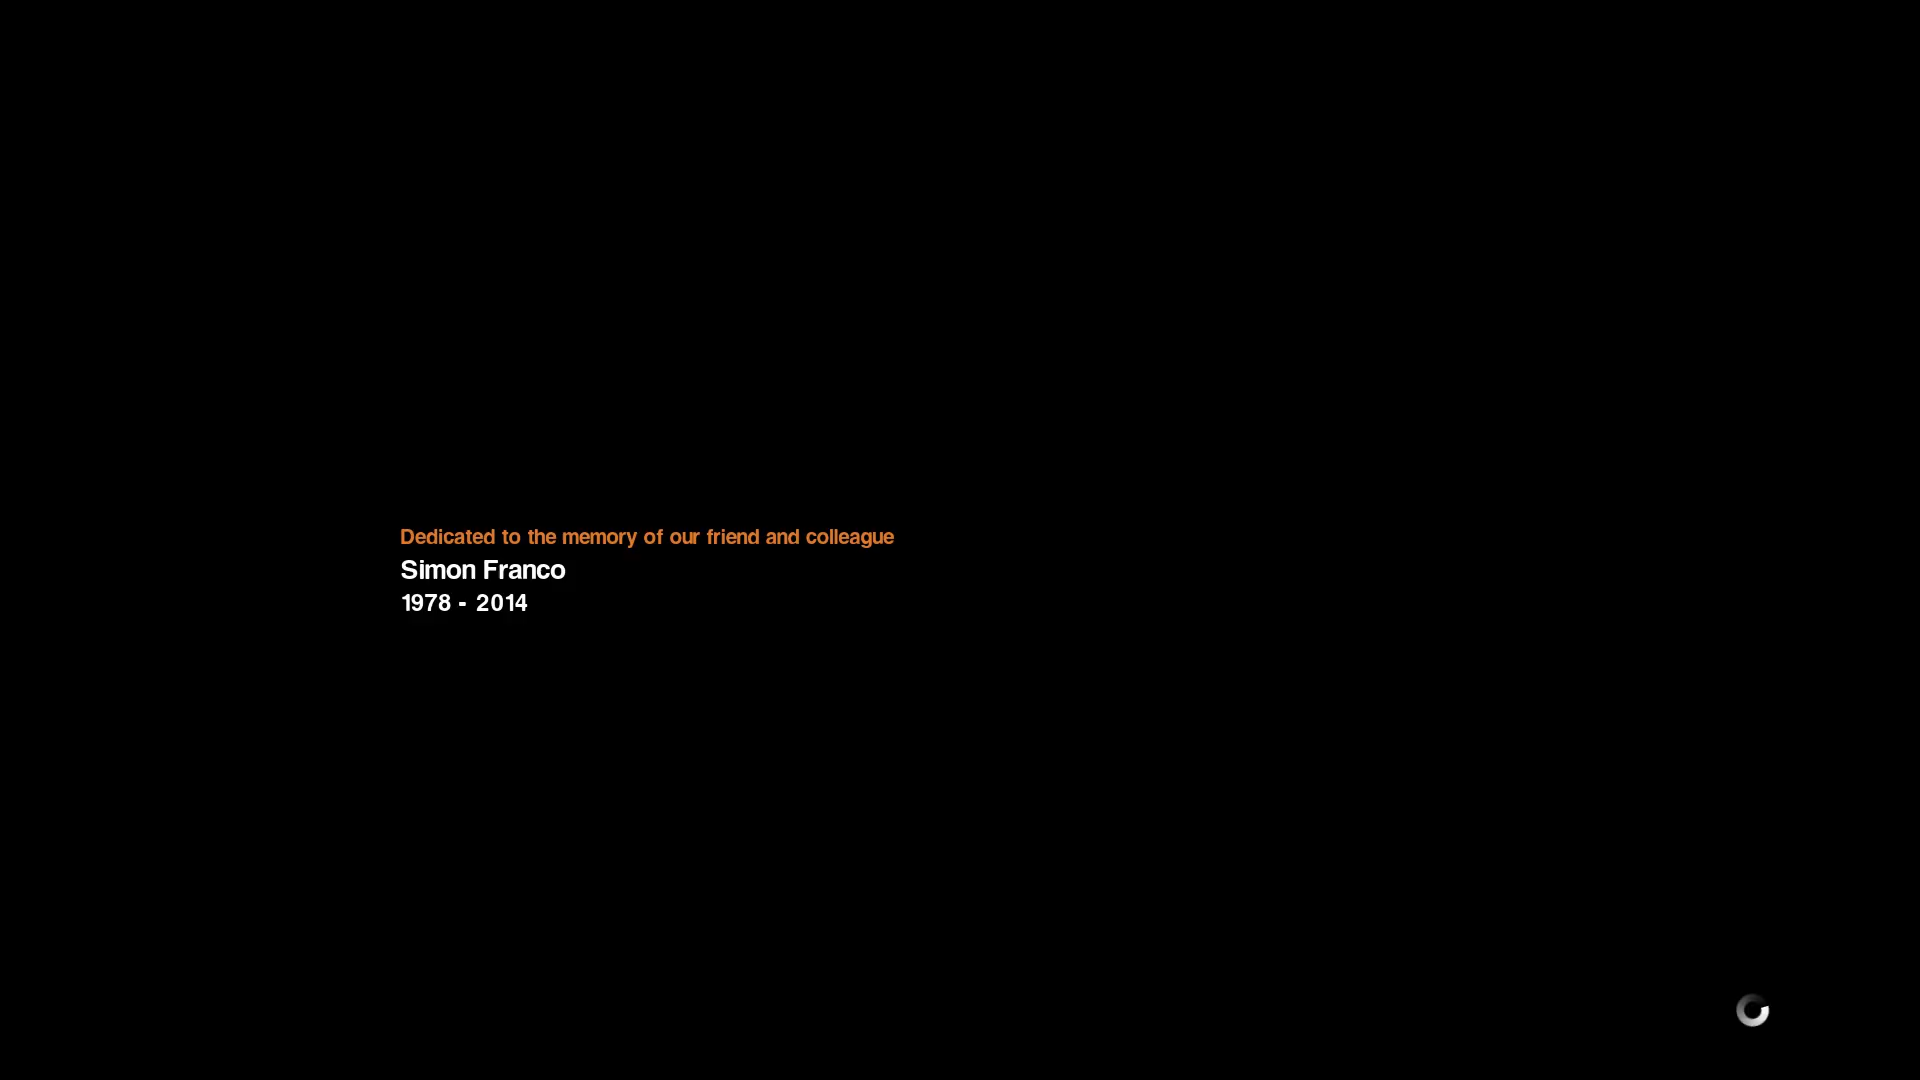 Dedicated to the memory of our friend and colleague
Simon Franco
1978 - 2014